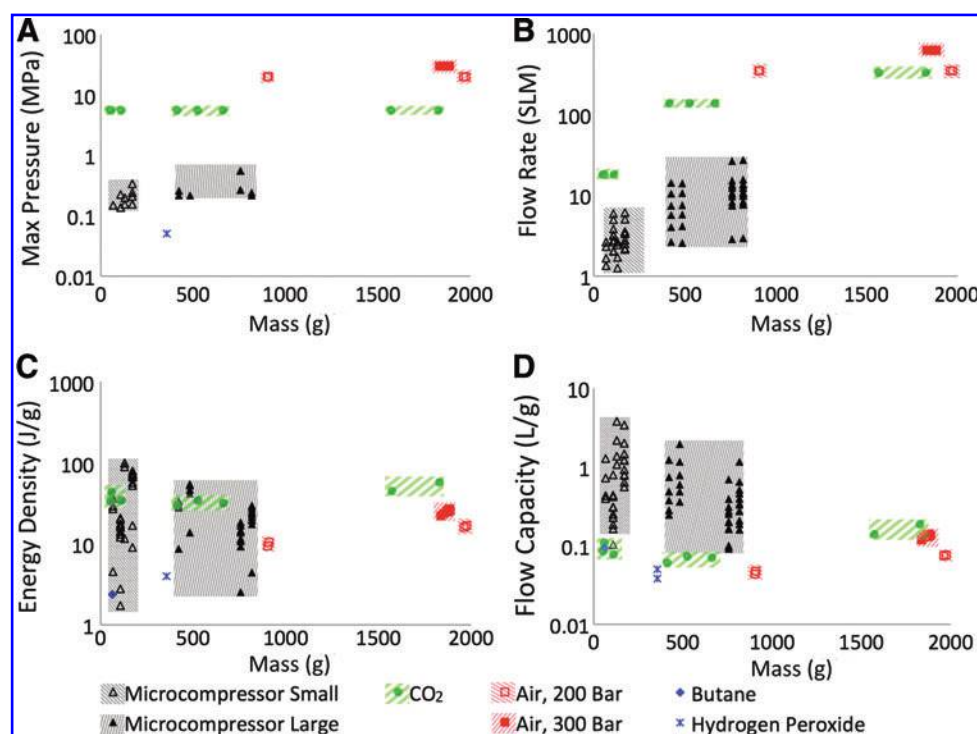 A
Max Pressure (MPa)
100
10
1
0.1
0.01
0
500
1000
1500
2000
Mass (g)
B
Flow Rate (SLM)
1000
100
10
1
0
500
1000
1500
2000
Mass (g)
C
Energy Density (J/g)
1000
100
10
1
0
500
1000
1500
2000
Mass (g)
D
Flow Capacity (L/g)
10
1
0.1
0.01
0
500
1000
1500
2000
Mass (g)
Microcompressor Small
CO2
Air, 200 Bar
Butane
Microcompressor Large
Air, 300 Bar
Hydrogen Peroxide